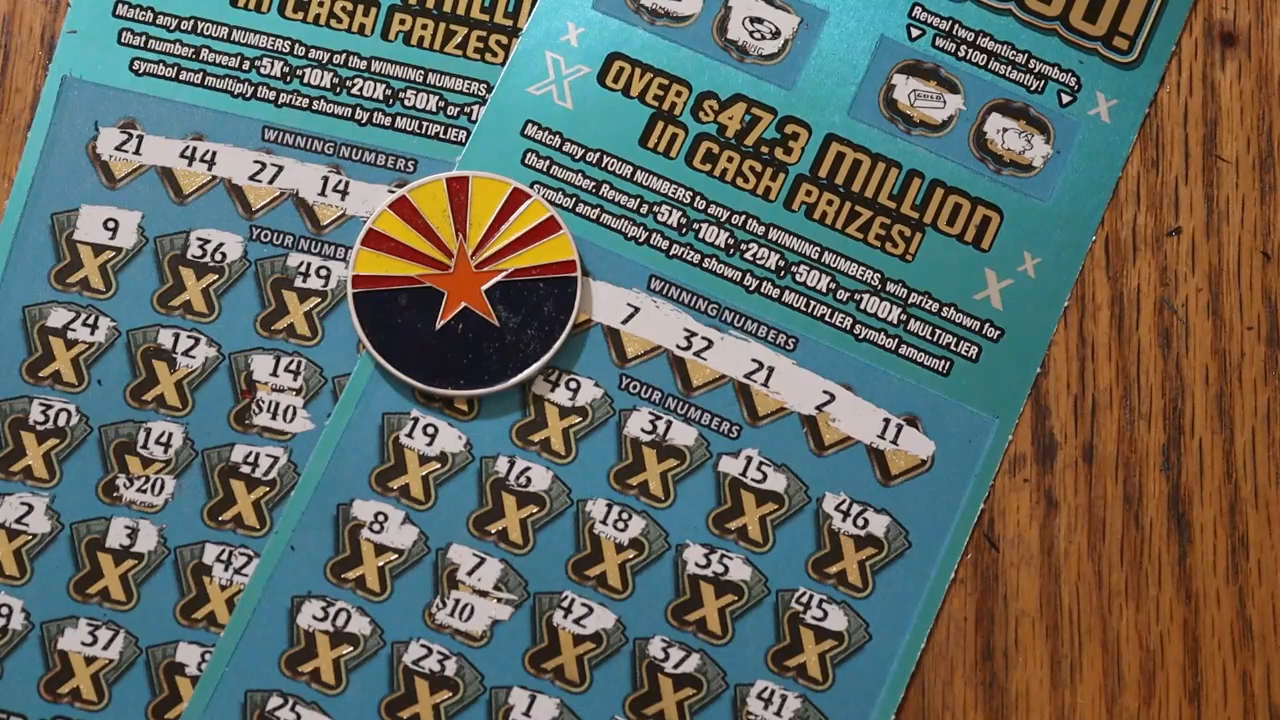 IN CASH PRIZES!
Match any of YOUR NUMBERS to any of the WINNING NUMBERS,
that number. Reveal a "5X", "10X", "20X", "50X" or
symbol and multiply the prize shown by the MULTIPLIER
WINNING NUMBERS
21 44 27 14
YOUR
9 36 49
24 12 14
$40
30 14 47
$20
2 3 42
37 8
Reveal two identical symbols,
win $100 instantly!
GOLD
OVER $47.3 MILLION
IN CASH PRIZES!
Match any of YOUR NUMBERS to any of the WINNING NUMBERS, win prize shown for
that number. Reveal a "5X", "10X", "20X", "50X" or "100X" MULTIPLIER
symbol and multiply the prize shown by the MULTIPLIER symbol amount!
WINNING NUMBERS
7 32 21 2 11
YOUR NUMBERS
19 49 31 15 46
8 16 18 35 45
30 7 42 37 41
$10
25 23 1